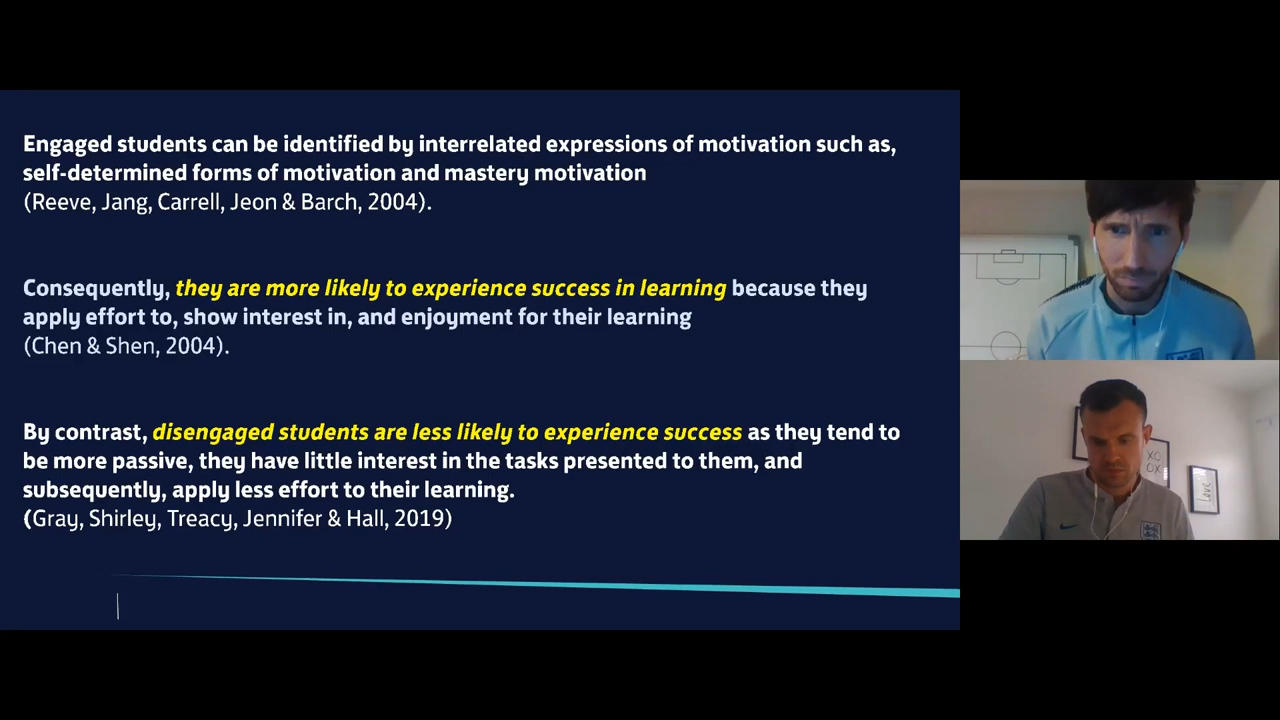 Engaged students can be identified by interrelated expressions of motivation such as,
self-determined forms of motivation and mastery motivation
(Reeve, Jang, Carrell, Jeon & Barch, 2004).
Consequently, they are more likely to experience success in learning because they
apply effort to, show interest in, and enjoyment for their learning
(Chen & Shen, 2004).
By contrast, disengaged students are less likely to experience success as they tend to
be more passive, they have little interest in the tasks presented to them, and
subsequently, apply less effort to their learning.
(Gray, Shirley, Treacy, Jennifer & Hall, 2019)
XO
OX
Love